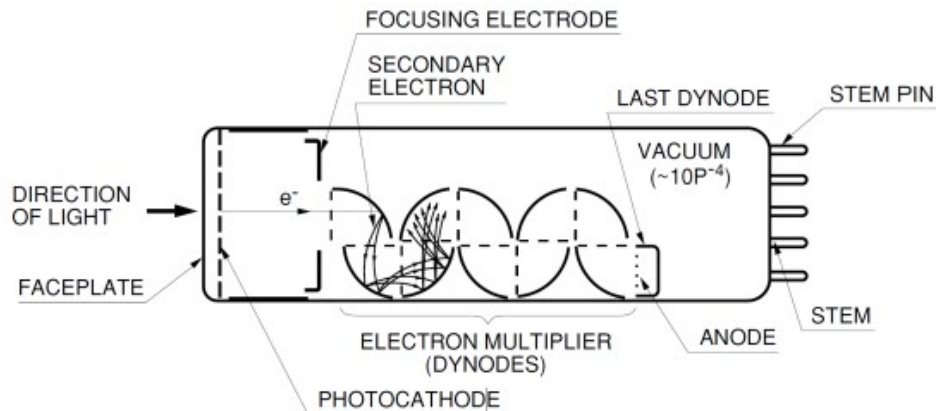 FOCUSING ELECTRODE
SECONDARY
ELECTRON
LAST DYNODE
STEM PIN
VACUUM
(~10P⁻⁴)
DIRECTION
OF LIGHT
e⁻
FACEPLATE
STEM
ELECTRON MULTIPLIER
(DYNODES)
ANODE
PHOTOCATHODE